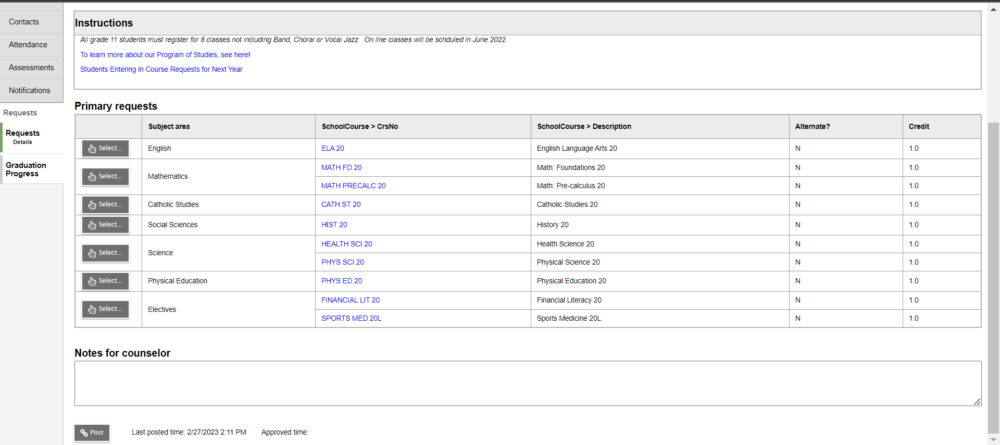 Contacts
Attendance
Assessments
Notifications
Requests
Requests
Details
Graduation
Progress
Instructions
All grade 11 students must register for 8 classes not including Band, Choral or Vocal Jazz.  On line classes will be schduled in June 2022.
To learn more about our Program of Studies, see here!
Students Entering in Course Requests for Next Year
Primary requests
Subject area SchoolCourse > CrsNo SchoolCourse > Description Alternate? Credit
Select... English ELA 20 English Language Arts 20 N 1.0
Select... Mathematics MATH FD 20 Math: Foundations 20 N 1.0
MATH PRECALC 20 Math: Pre-calculus 20 N 1.0
Select... Catholic Studies CATH ST 20 Catholic Studies 20 N 1.0
Select... Social Sciences HIST 20 History 20 N 1.0
Select... Science HEALTH SCI 20 Health Science 20 N 1.0
PHYS SCI 20 Physical Science 20 N 1.0
Select... Physical Education PHYS ED 20 Physical Education 20 N 1.0
Select... Electives FINANCIAL LIT 20 Financial Literacy 20 N 1.0
SPORTS MED 20L Sports Medicine 20L N 1.0
Notes for counselor
Post Last posted time: 2/27/2023 2:11 PM Approved time: